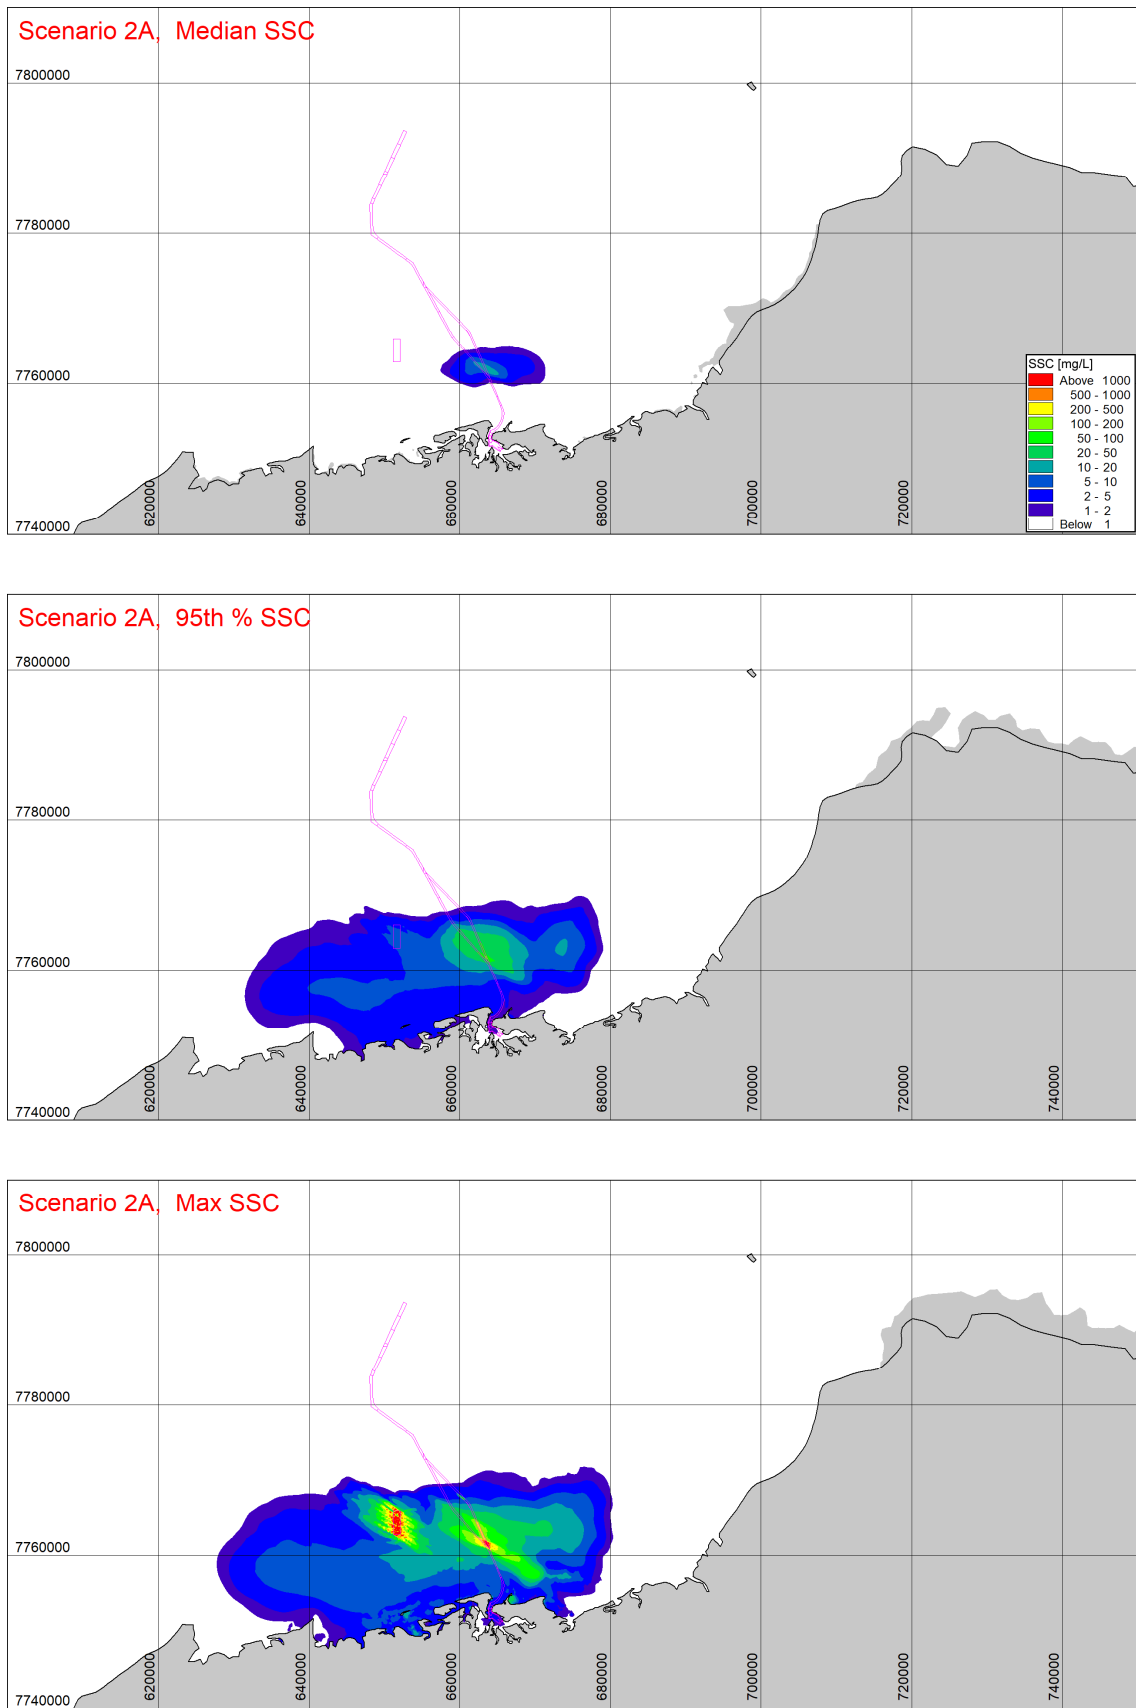 Scenario 2A, Median SSC
7800000
7780000
7760000
7740000
620000
640000
660000
680000
700000
720000
SSC [mg/L]
Above 1000
500 - 1000
200 - 500
100 - 200
50 - 100
20 - 50
10 - 20
5 - 10
2 - 5
1 - 2
Below 1
Scenario 2A, 95th % SSC
7800000
7780000
7760000
7740000
620000
640000
660000
680000
700000
720000
740000
Scenario 2A, Max SSC
7800000
7780000
7760000
7740000
620000
640000
660000
680000
700000
720000
740000